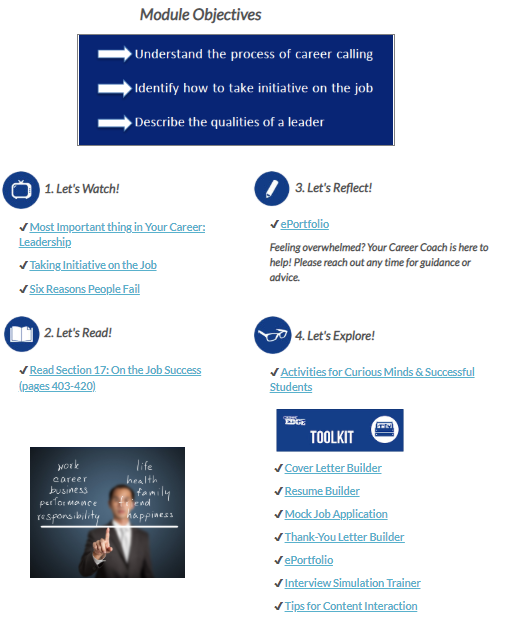 Module Objectives
Understand the process of career calling
Identify how to take initiative on the job
Describe the qualities of a leader
1. Let's Watch!
✔ Most Important thing in Your Career:
Leadership
✔ Taking Initiative on the Job
✔ Six Reasons People Fail
2. Let's Read!
✔ Read Section 17: On the Job Success
(pages 403-420)
work
career
business
performance
responsibility
life
health
family
friend
happiness
3. Let's Reflect!
✔ ePortfolio
Feeling overwhelmed? Your Career Coach is here to
help! Please reach out any time for guidance or
advice.
4. Let's Explore!
✔ Activities for Curious Minds & Successful
Students
EDGE
TOOLKIT
✔ Cover Letter Builder
✔ Resume Builder
✔ Mock Job Application
✔ Thank-You Letter Builder
✔ ePortfolio
✔ Interview Simulation Trainer
✔ Tips for Content Interaction